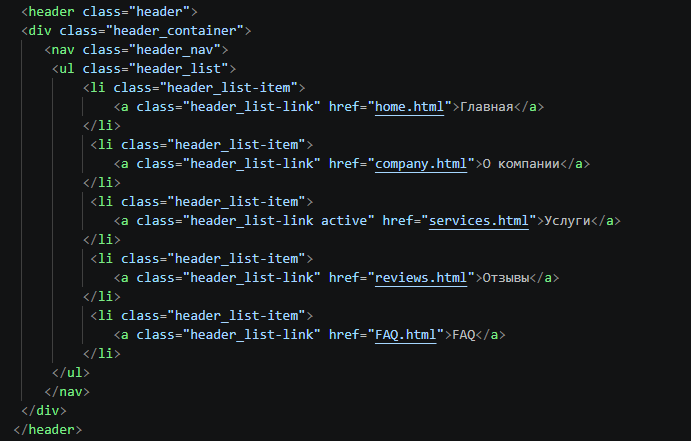 <header class="header">
<div class="header_container">
<nav class="header_nav">
<ul class="header_list">
<li class="header_list-item">
<a class="header_list-link" href="home.html">Главная</a>
</li>
<li class="header_list-item">
<a class="header_list-link" href="company.html">О компании</a>
</li>
<li class="header_list-item">
<a class="header_list-link active" href="services.html">Услуги</a>
</li>
<li class="header_list-item">
<a class="header_list-link" href="reviews.html">Отзывы</a>
</li>
<li class="header_list-item">
<a class="header_list-link" href="FAQ.html">FAQ</a>
</li>
</ul>
</nav>
</div>
</header>